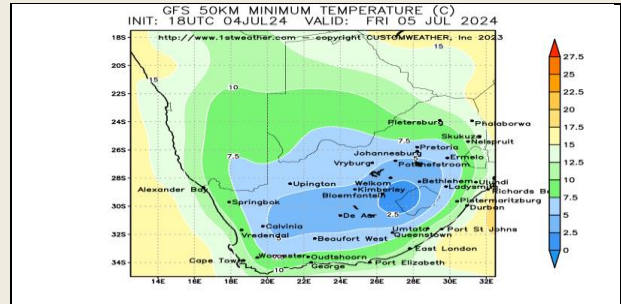 GFS 50KM MINIMUM TEMPERATURE (C)
INIT: 18UTC 04JUL24 VALID: FRI 05 JUL 2024
http://www.1stweather.com — copyright CUSTOMWEATHER, Inc 2023
18S
20S
22S
24S
26S
28S
30S
32S
34S
14E
16E
18E
20E
22E
24E
26E
28E
30E
32E
15
15
10
10
7.5
7.5
2.5
Pietersburg
Phalaborwa
Skukuza
Nelspruit
Pretoria
Johannesburg
Ermelo
Vryburg
Potchefstroom
Alexander Bay
Upington
Welkom
Kimberley
Bethlehem
Ulundi
Ladysmith
Richards B
Bloemfontein
Springbok
Pietermaritzburg
Durban
De Aar
Calvinia
Vredendal
Umtata
Port St Johns
Queenstown
Beaufort West
East London
Worcester
Oudtshoorn
Cape Town
George
Port Elizabeth
27.5
25
22.5
20
17.5
15
12.5
10
7.5
5
2.5
0